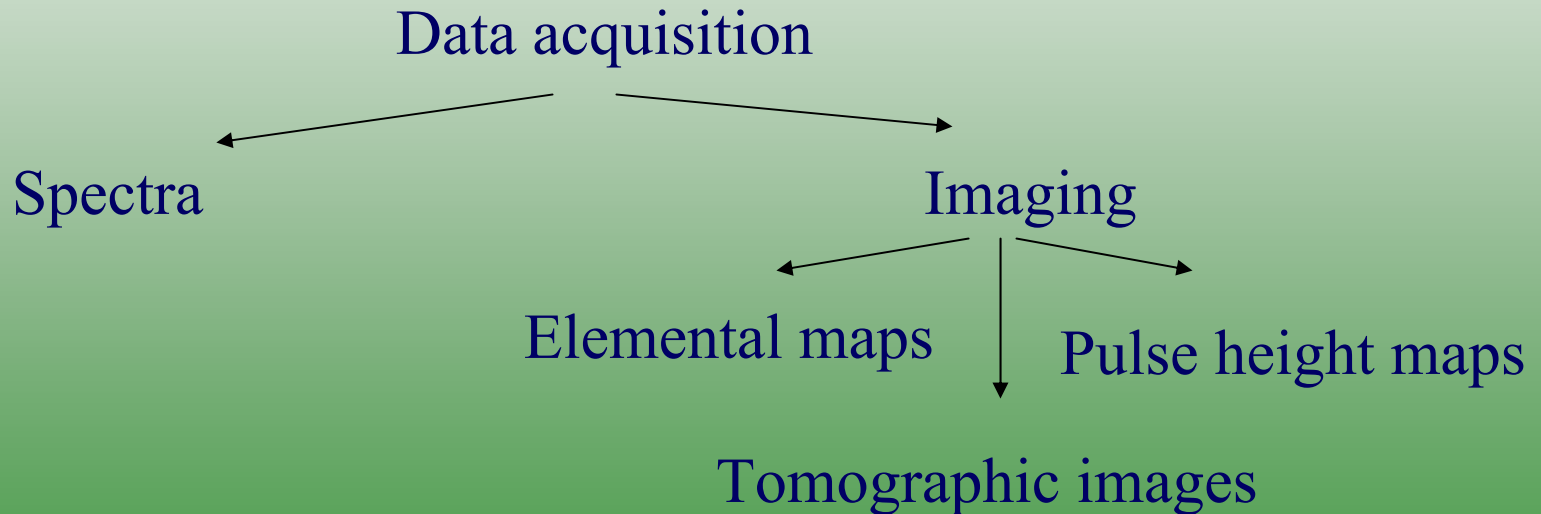 Data acquisition
Spectra
Imaging
Elemental maps
Pulse height maps
Tomographic images